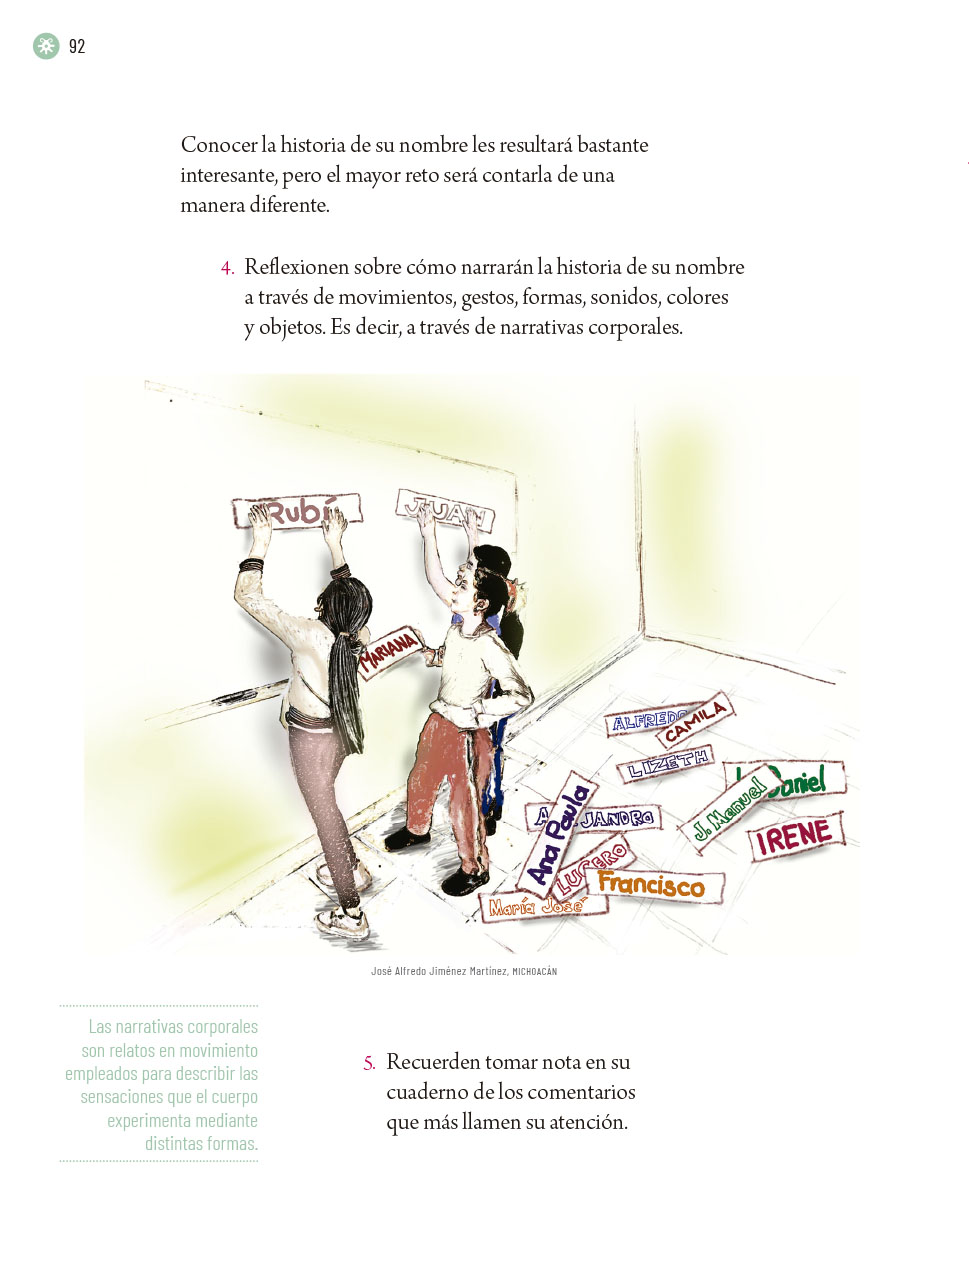 92
Conocer la historia de su nombre les resultará bastante
interesante, pero el mayor reto será contarla de una
manera diferente.
4. Reflexionen sobre cómo narrarán la historia de su nombre
a través de movimientos, gestos, formas, sonidos, colores
y objetos. Es decir, a través de narrativas corporales.
Rubí
JUAN
MARIANA
ALFREDO
CAMILA
LIZETH
Daniel
J. Manuel
IRENE
Ana Paula
LUCERO
Francisco
María José
José Alfredo Jiménez Martínez, MICHOACÁN
Las narrativas corporales
son relatos en movimiento
empleados para describir las
sensaciones que el cuerpo
experimenta mediante
distintas formas.
5. Recuerden tomar nota en su
cuaderno de los comentarios
que más llamen su atención.